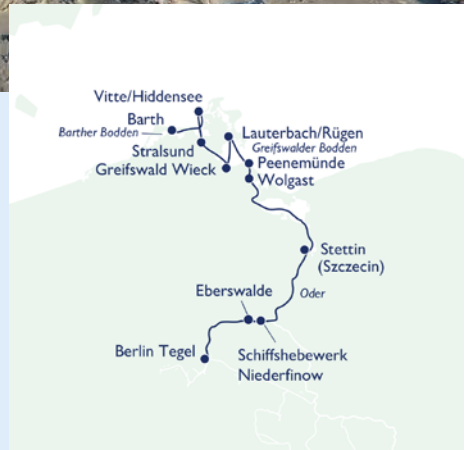 Vitte/Hiddensee
Barth
Barther Bodden
Lauterbach/Rügen
Greifswalder Bodden
Stralsund
Greifswald Wieck
Peenemünde
Wolgast
Stettin
(Szczecin)
Oder
Eberswalde
Berlin Tegel
Schiffshebewerk
Niederfinow